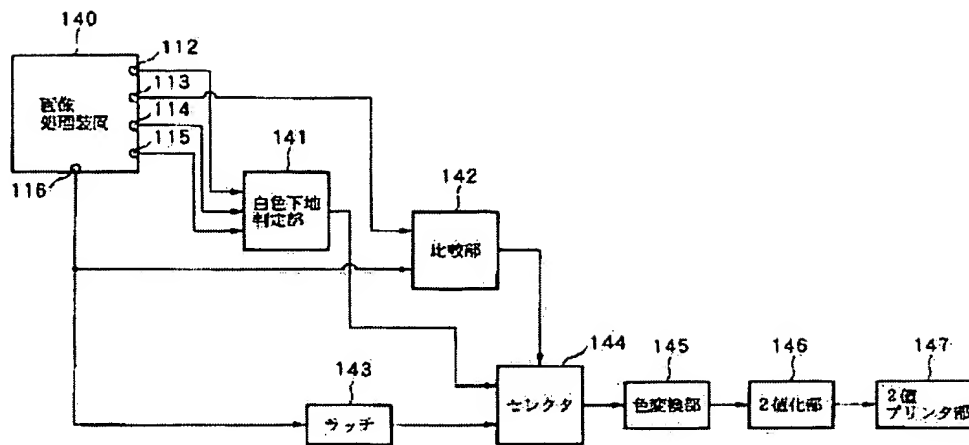 140
112
113
画像
処理装置
114
115
116
141
白色下地
判定部
142
比較部
143
ラッチ
144
セレクタ
145
色変換部
146
2値化部
147
2値
プリンタ部